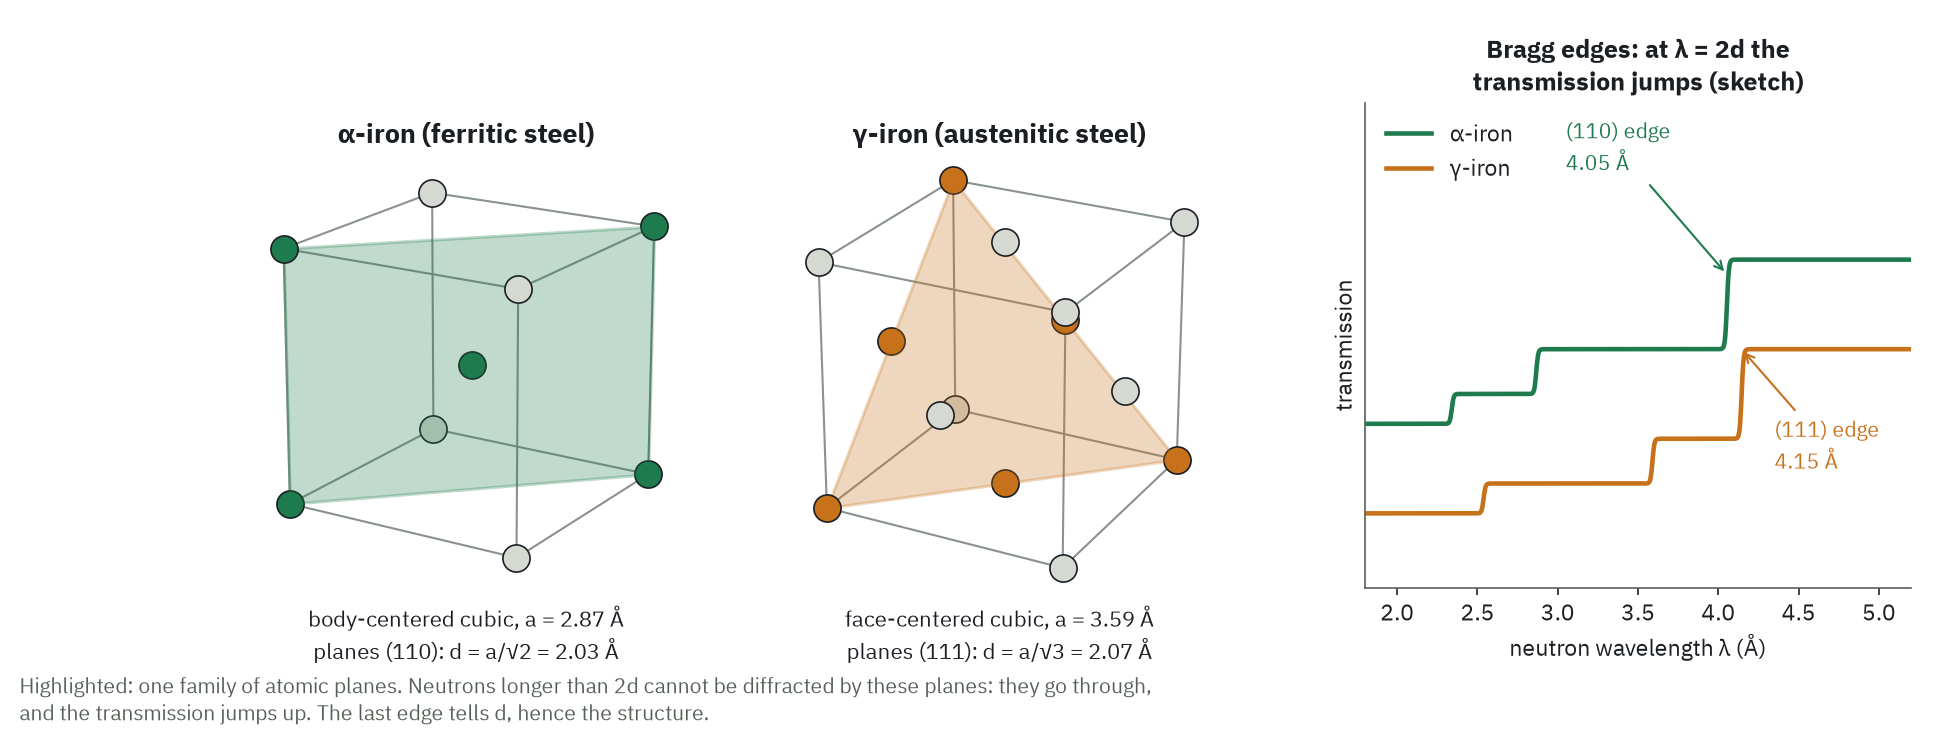 α-iron (ferritic steel)
body-centered cubic, a = 2.87 Å
planes (110): d = a/√2 = 2.03 Å
γ-iron (austenitic steel)
face-centered cubic, a = 3.59 Å
planes (111): d = a/√3 = 2.07 Å
Bragg edges: at λ = 2d the
transmission jumps (sketch)
α-iron
γ-iron
(110) edge
4.05 Å
(111) edge
4.15 Å
transmission
2.0 2.5 3.0 3.5 4.0 4.5 5.0
neutron wavelength λ (Å)
Highlighted: one family of atomic planes. Neutrons longer than 2d cannot be diffracted by these planes: they go through,
and the transmission jumps up. The last edge tells d, hence the structure.